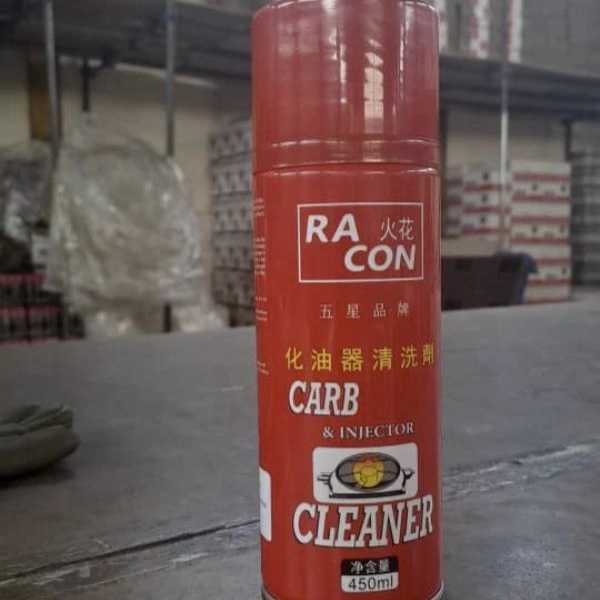 RA 火花
CON
五星品牌
化油器清洗劑
CARB
& INJECTOR
CLEANER
净含量
450ml